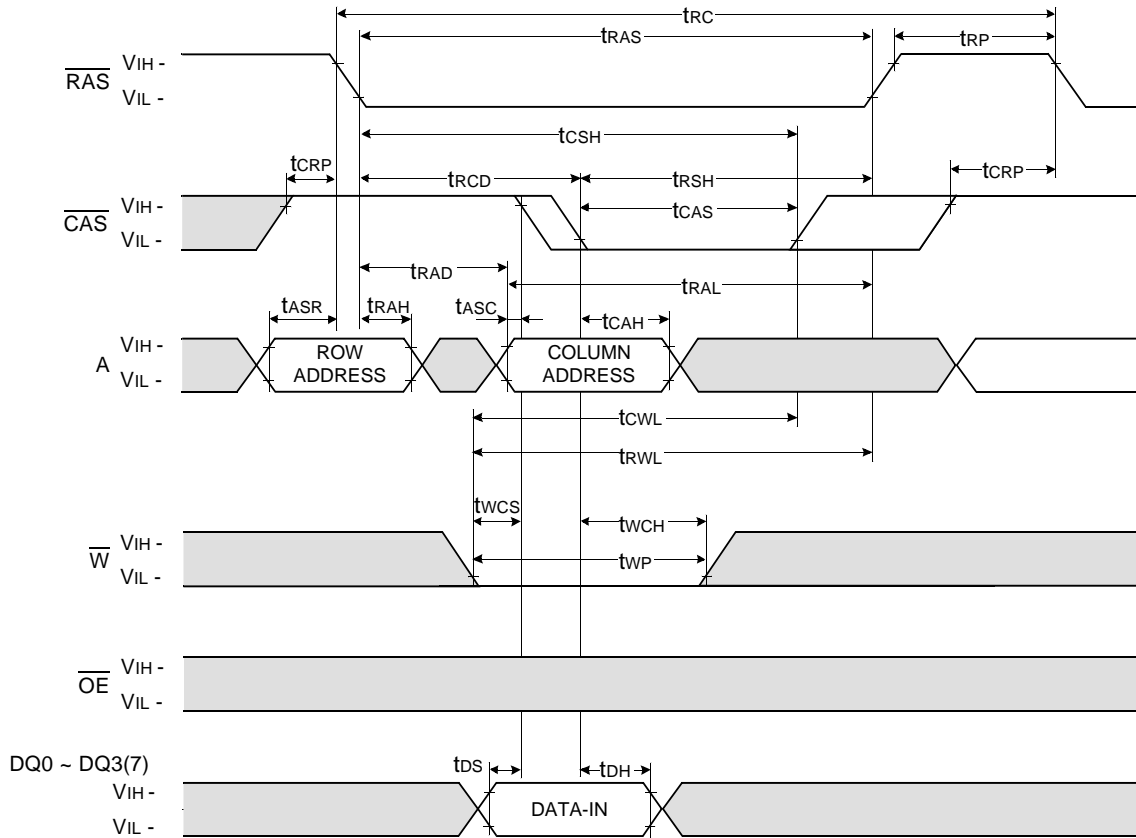 tRC
tRAS
tRP
RAS
VIH -
VIL -
tCSH
tCRP
tRCD
tRSH
tCRP
CAS
VIH -
VIL -
tCAS
tRAD
tRAL
tASR
tRAH
tASC
tCAH
A
VIH -
VIL -
ROW
ADDRESS
COLUMN
ADDRESS
tCWL
tRWL
tWCS
tWCH
W
VIH -
VIL -
tWP
OE
VIH -
VIL -
DQ0 ~ DQ3(7)
tDS
tDH
VIH -
VIL -
DATA-IN